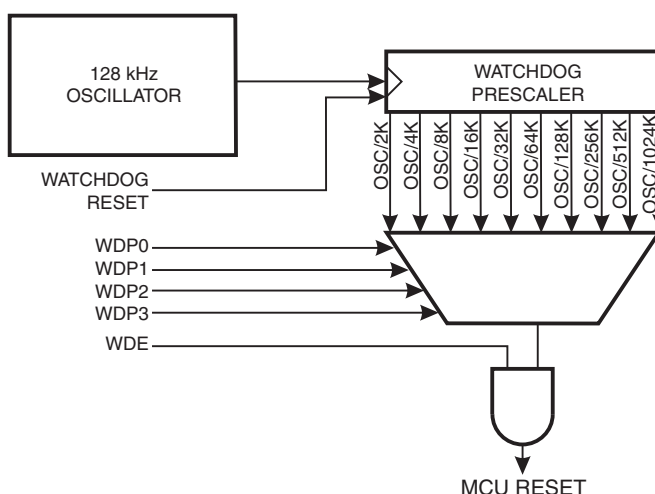 128 kHz
OSCILLATOR
WATCHDOG
PRESCALER
OSC/2K
OSC/4K
OSC/8K
OSC/16K
OSC/32K
OSC/64K
OSC/128K
OSC/256K
OSC/512K
OSC/1024K
WATCHDOG
RESET
WDP0
WDP1
WDP2
WDP3
WDE
MCU RESET